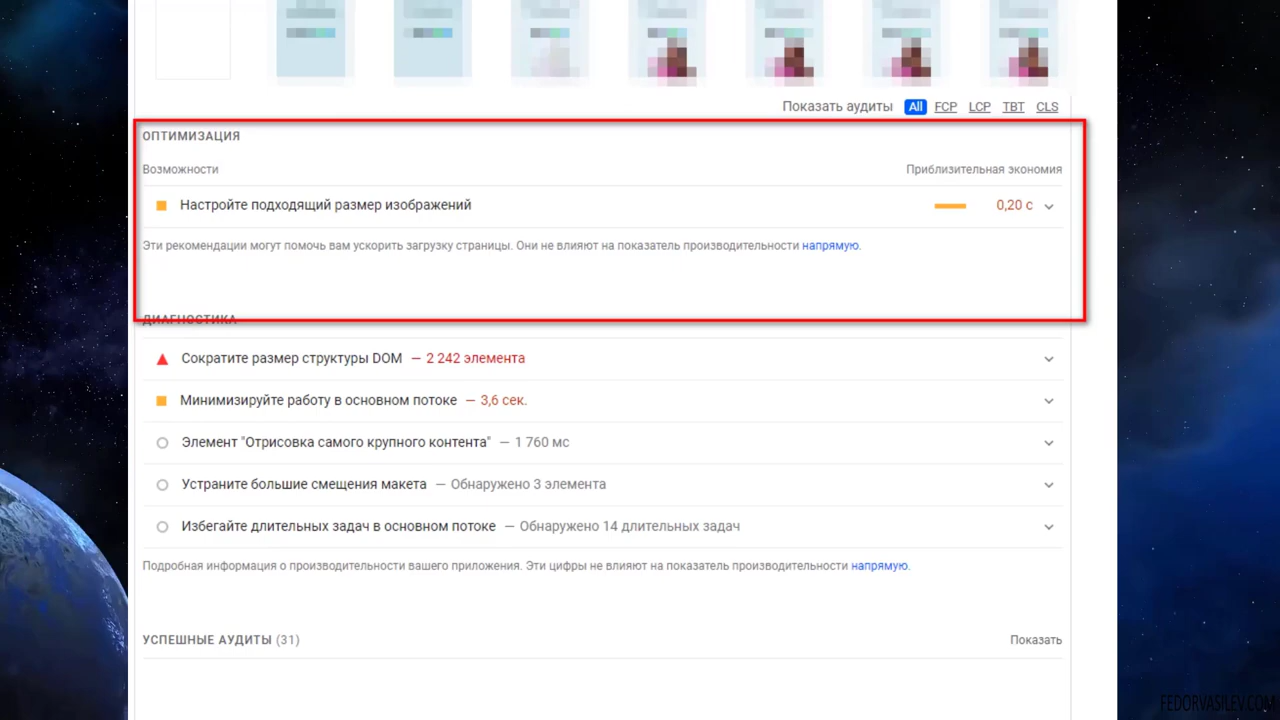 Показать аудиты All FCP LCP TBT CLS
ОПТИМИЗАЦИЯ
Возможности Приблизительная экономия
Настройте подходящий размер изображений 0,20 с
Эти рекомендации могут помочь вам ускорить загрузку страницы. Они не влияют на показатель производительности напрямую.
ДИАГНОСТИКА
Сократите размер структуры DOM — 2 242 элемента
Минимизируйте работу в основном потоке — 3,6 сек.
Элемент "Отрисовка самого крупного контента" — 1 760 мс
Устраните большие смещения макета — Обнаружено 3 элемента
Избегайте длительных задач в основном потоке — Обнаружено 14 длительных задач
Подробная информация о производительности вашего приложения. Эти цифры не влияют на показатель производительности напрямую.
УСПЕШНЫЕ АУДИТЫ (31) Показать
FEDORVASILEV.COM